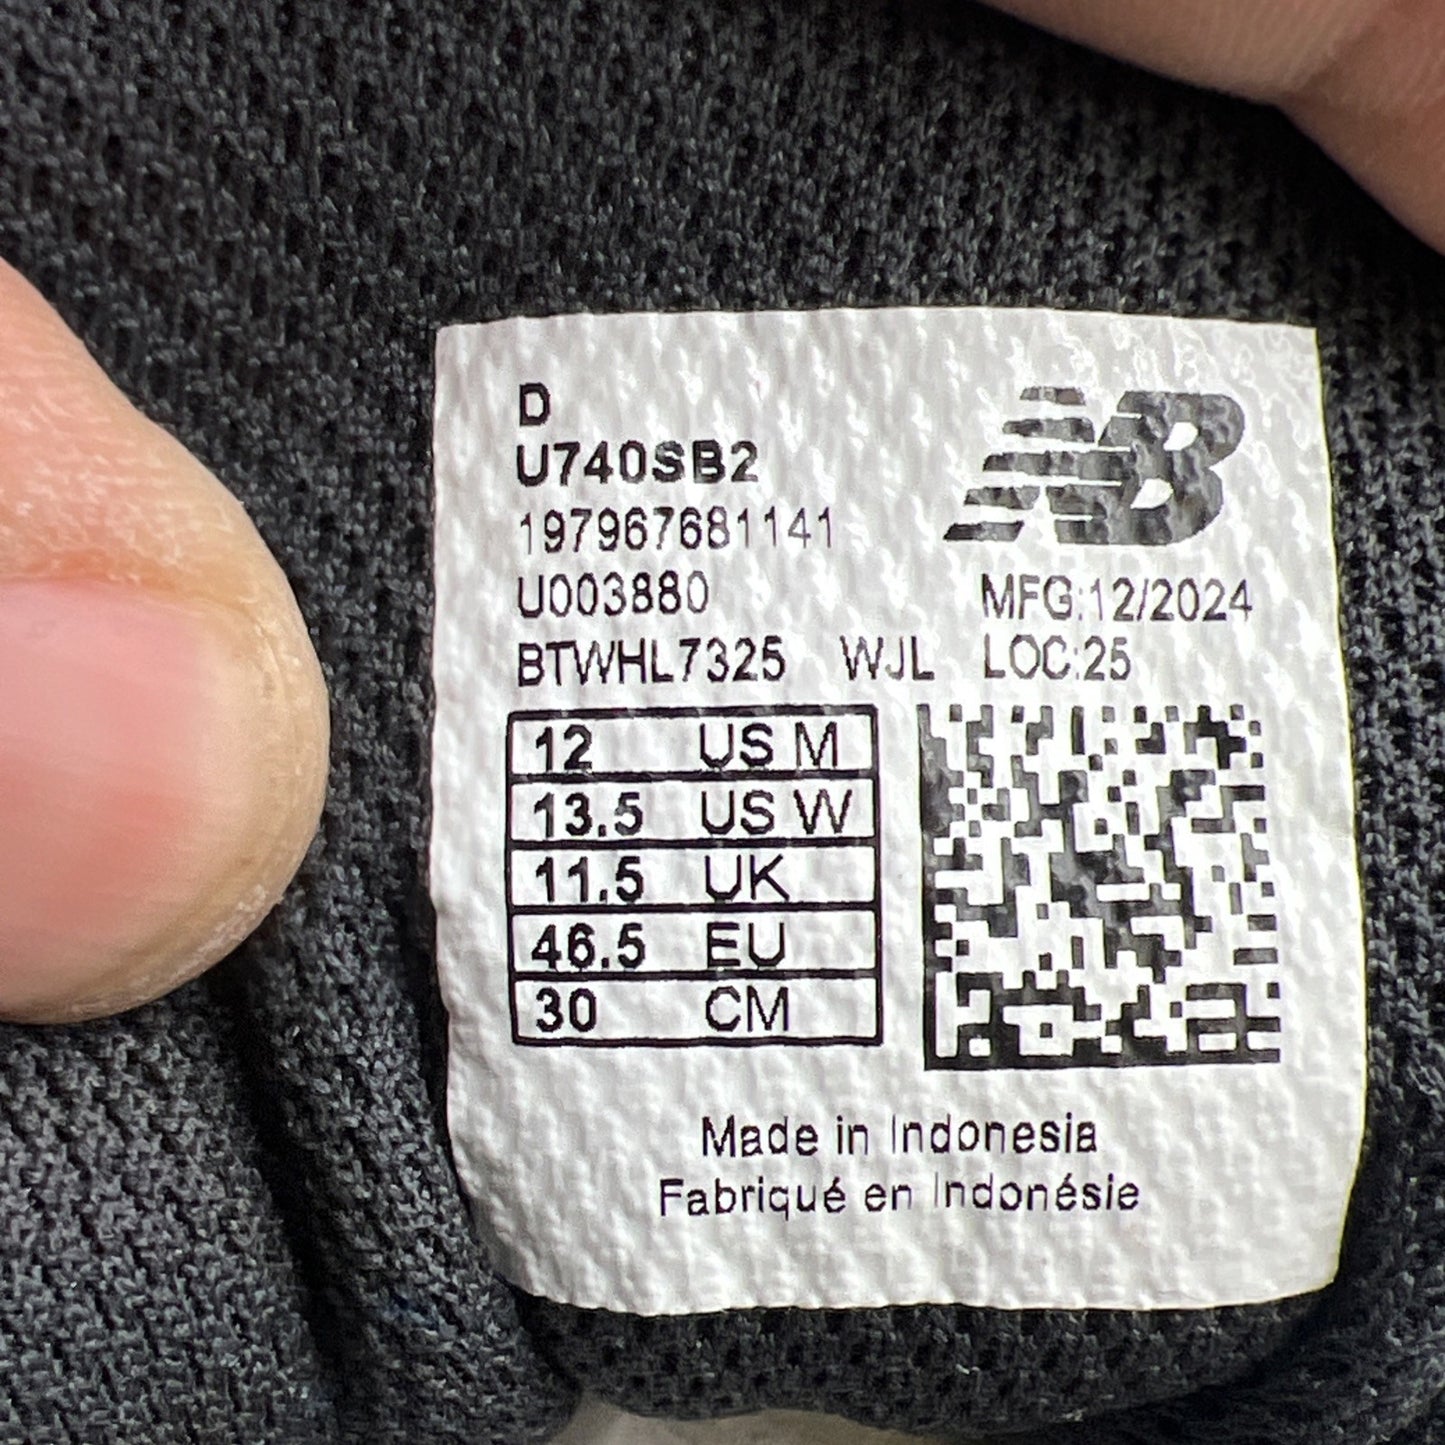 D
U740SB2
197967681141
U003880 MFG:12/2024
BTWHL7325 WJL LOC:25
NB
12 US M
13.5 US W
11.5 UK
46.5 EU
30 CM
Made in Indonesia
Fabriqué en Indonésie